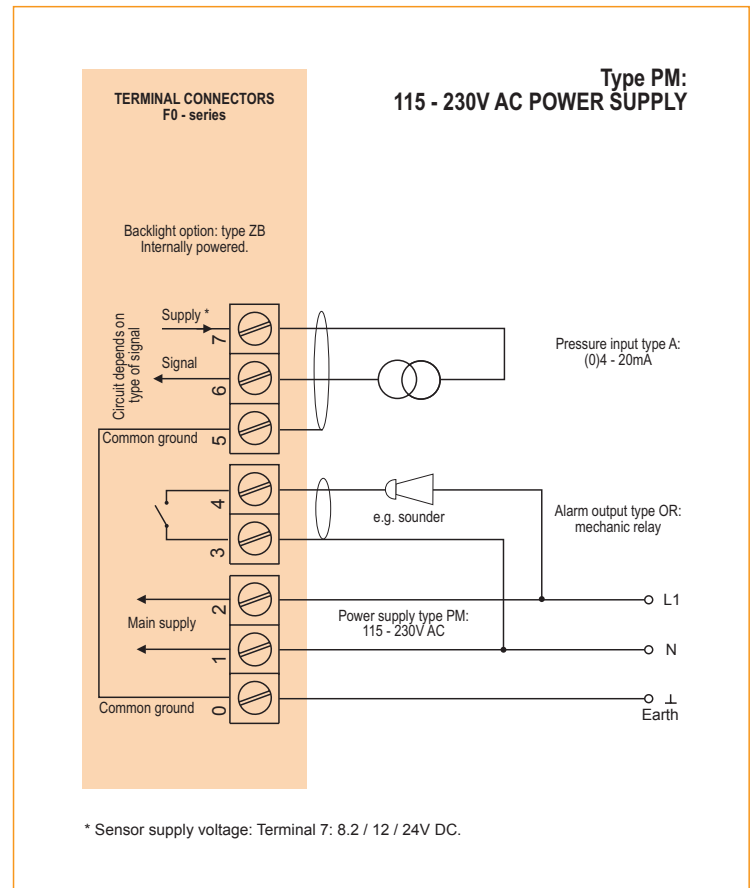 Type PM:
115 - 230V AC POWER SUPPLY
TERMINAL CONNECTORS
F0 - series
Backlight option: type ZB
Internally powered.
Circuit depends on
type of signal
Supply *
7
Signal
6
Common ground
5
Pressure input type A:
(0)4 - 20mA
4
3
e.g. sounder
Alarm output type OR:
mechanic relay
2
Main supply
1
Power supply type PM:
115 - 230V AC
L1
N
Common ground
0
⊥
Earth
* Sensor supply voltage: Terminal 7: 8.2 / 12 / 24V DC.